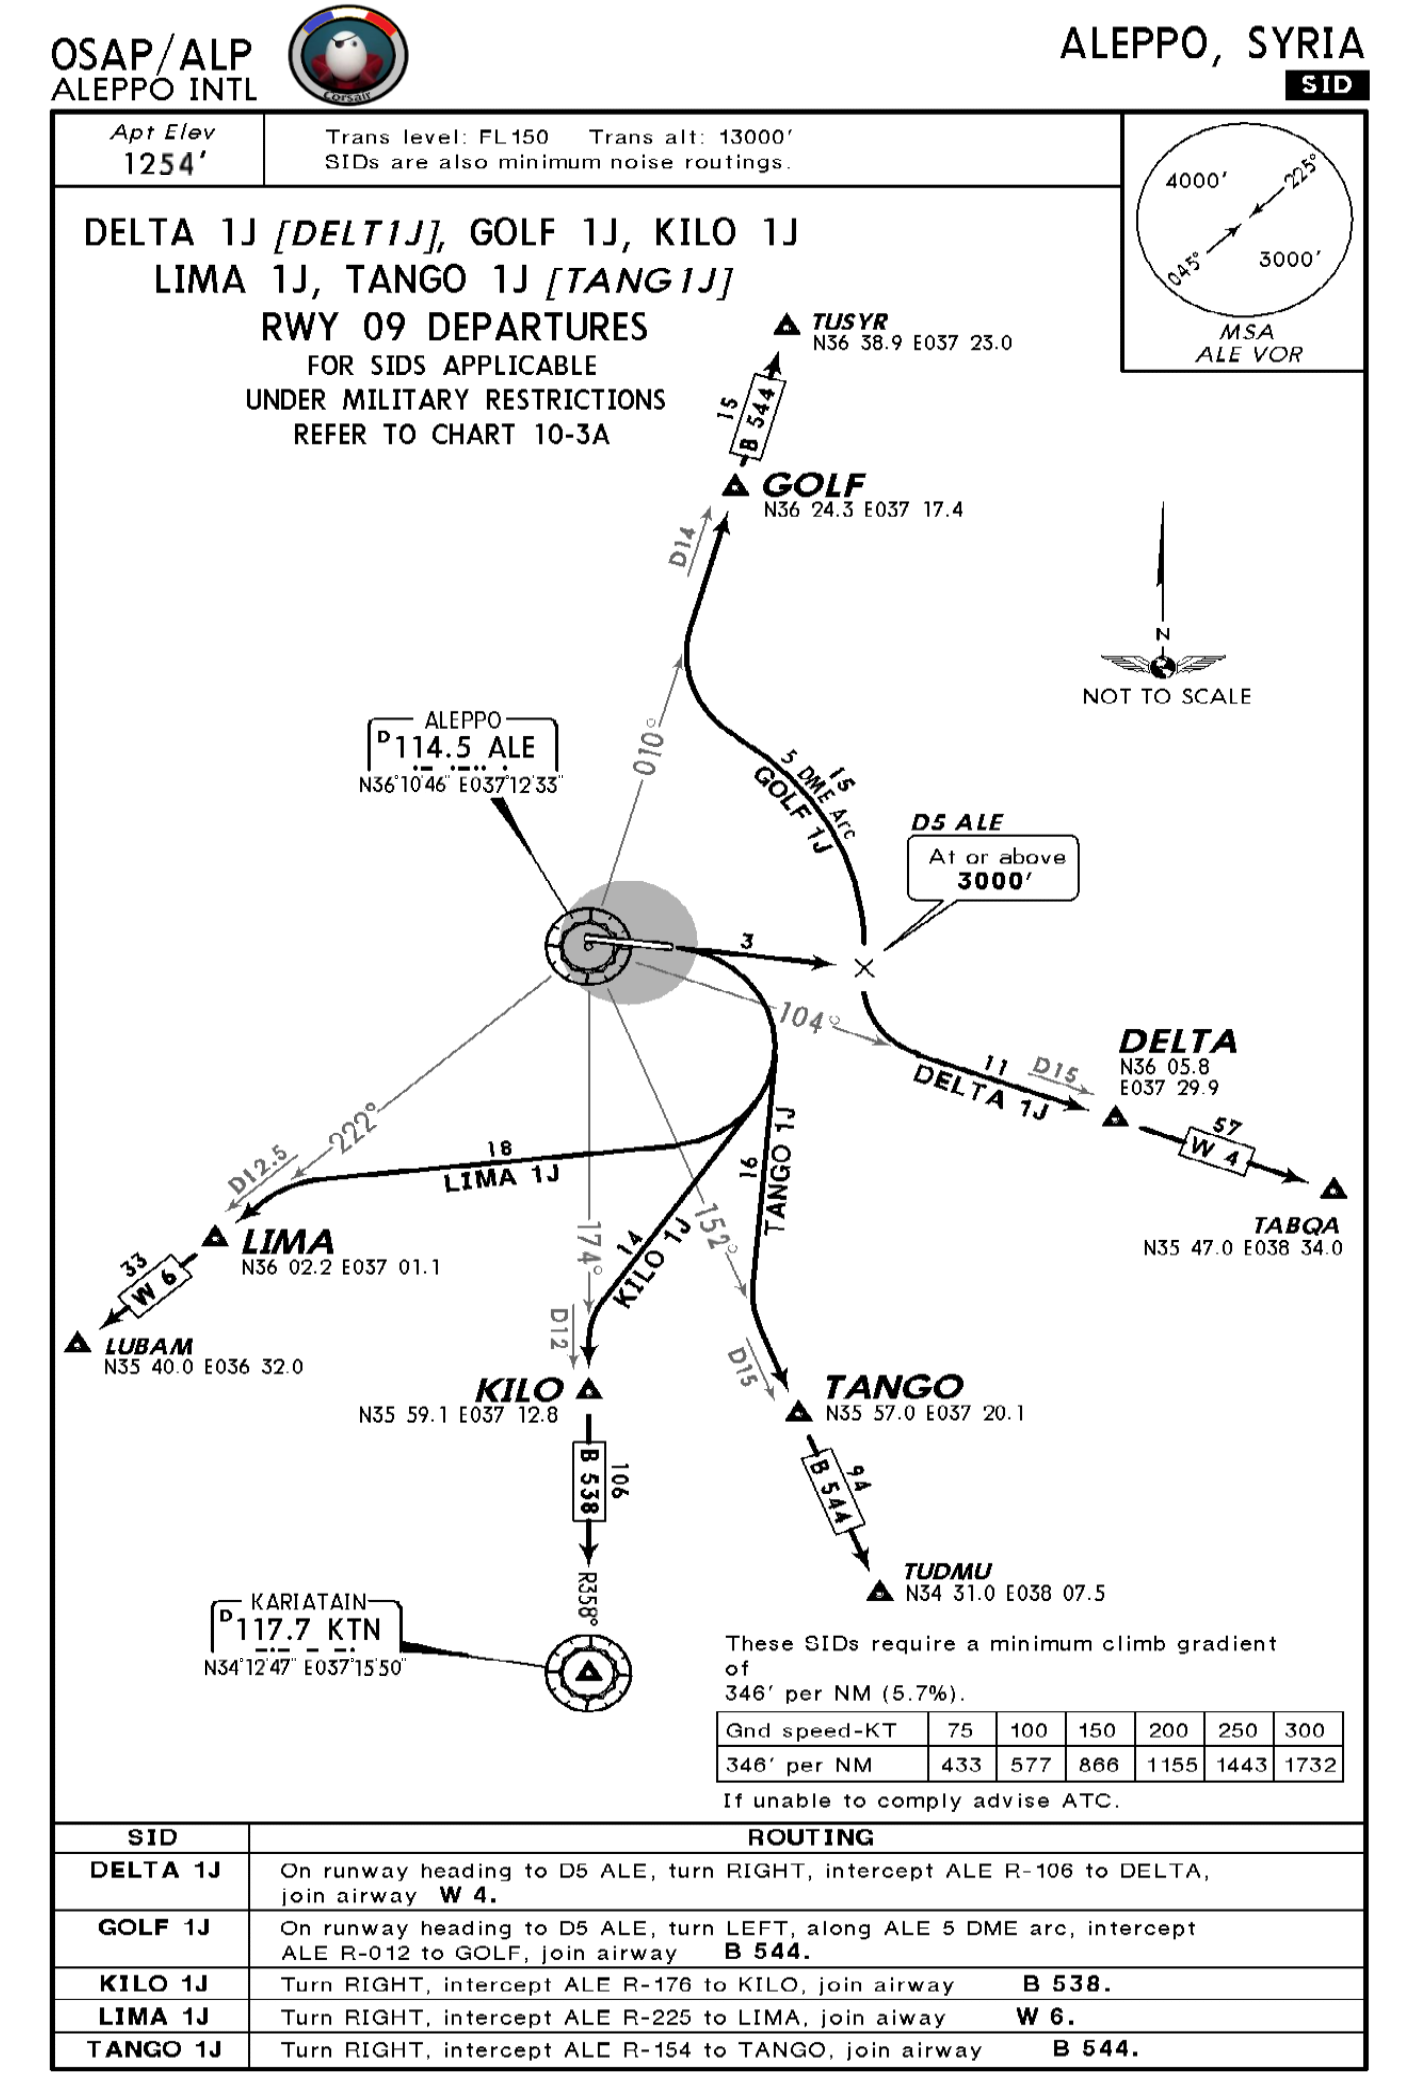 OSAP/ALP
ALEPPO INTL
Corsair
ALEPPO, SYRIA
SID
Apt Elev
1254'
Trans level: FL150 Trans alt: 13000'
SIDs are also minimum noise routings.
4000'
225°
045°
3000'
MSA
ALE VOR
DELTA 1J [DELT1J], GOLF 1J, KILO 1J
LIMA 1J, TANGO 1J [TANG1J]
RWY 09 DEPARTURES
FOR SIDS APPLICABLE
UNDER MILITARY RESTRICTIONS
REFER TO CHART 10-3A
TUSYR
N36 38.9 E037 23.0
15
B 544
GOLF
N36 24.3 E037 17.4
D14
N
NOT TO SCALE
ALEPPO
D 114.5 ALE
N36°10'46" E037°12'33"
010°
15
5 DME Arc
GOLF 1J
D5 ALE
At or above
3000'
3
104°
DELTA
N36 05.8
E037 29.9
11
D15
DELTA 1J
57
W 4
TABQA
N35 47.0 E038 34.0
222°
D12.5
18
LIMA 1J
LIMA
N36 02.2 E037 01.1
33
W 6
LUBAM
N35 40.0 E036 32.0
174°
D12
14
KILO 1J
152°
16
TANGO 1J
D15
KILO
N35 59.1 E037 12.8
TANGO
N35 57.0 E037 20.1
B 538
106
B 544
94
R358°
TUDMU
N34 31.0 E038 07.5
KARIATAIN
D 117.7 KTN
N34°12'47" E037°15'50"
These SIDs require a minimum climb gradient
of
346' per NM (5.7%).
Gnd speed-KT 75 100 150 200 250 300
346' per NM 433 577 866 1155 1443 1732
If unable to comply advise ATC.
SID ROUTING
DELTA 1J On runway heading to D5 ALE, turn RIGHT, intercept ALE R-106 to DELTA,
join airway W 4.
GOLF 1J On runway heading to D5 ALE, turn LEFT, along ALE 5 DME arc, intercept
ALE R-012 to GOLF, join airway B 544.
KILO 1J Turn RIGHT, intercept ALE R-176 to KILO, join airway B 538.
LIMA 1J Turn RIGHT, intercept ALE R-225 to LIMA, join aiway W 6.
TANGO 1J Turn RIGHT, intercept ALE R-154 to TANGO, join airway B 544.